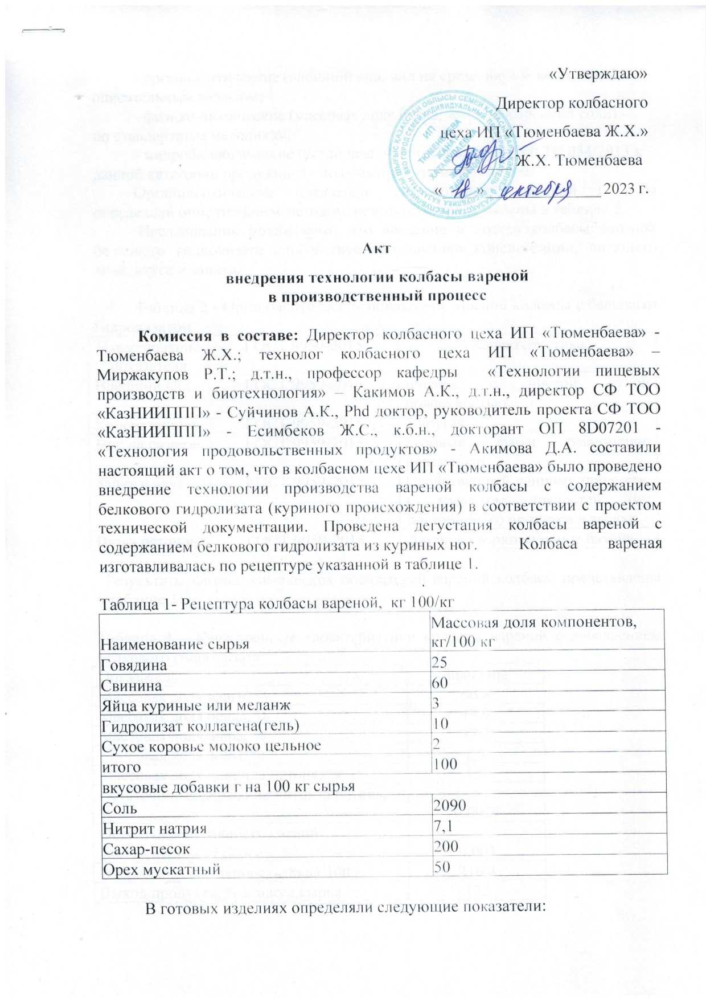 «Утверждаю»
Директор колбасного
цеха ИП «Тюменбаева Ж.Х.»
Ж.Х. Тюменбаева
« 18 » октября 2023 г.
ИП
ТЮМЕНБАЕВА
ЖАНАТ
Акт
внедрения технологии колбасы вареной
в производственный процесс
Комиссия в составе: Директор колбасного цеха ИП «Тюменбаева» -
Тюменбаева Ж.Х.; технолог колбасного цеха ИП «Тюменбаева» –
Миржакупов Р.Т.; д.т.н., профессор кафедры «Технологии пищевых
производств и биотехнология» – Какимов А.К., д.т.н., директор СФ ТОО
«КазНИИППП» - Суйчинов А.К., Phd доктор, руководитель проекта СФ ТОО
«КазНИИППП» - Есимбеков Ж.С., к.б.н., докторант ОП 8D07201 -
«Технология продовольственных продуктов» - Акимова Д.А. составили
настоящий акт о том, что в колбасном цехе ИП «Тюменбаева» было проведено
внедрение технологии производства вареной колбасы с содержанием
белкового гидролизата (куриного происхождения) в соответствии с проектом
технической документации. Проведена дегустация колбасы вареной с
содержанием белкового гидролизата из куриных ног. Колбаса вареная
изготавливалась по рецептуре указанной в таблице 1.
Таблица 1- Рецептура колбасы вареной, кг 100/кг
Наименование сырья
Массовая доля компонентов,
кг/100 кг
Говядина 25
Свинина 60
Яйца куриные или меланж 3
Гидролизат коллагена(гель) 10
Сухое коровье молоко цельное 2
итого 100
вкусовые добавки г на 100 кг сырья
Соль 2090
Нитрит натрия 7,1
Сахар-песок 200
Орех мускатный 50
В готовых изделиях определяли следующие показатели: